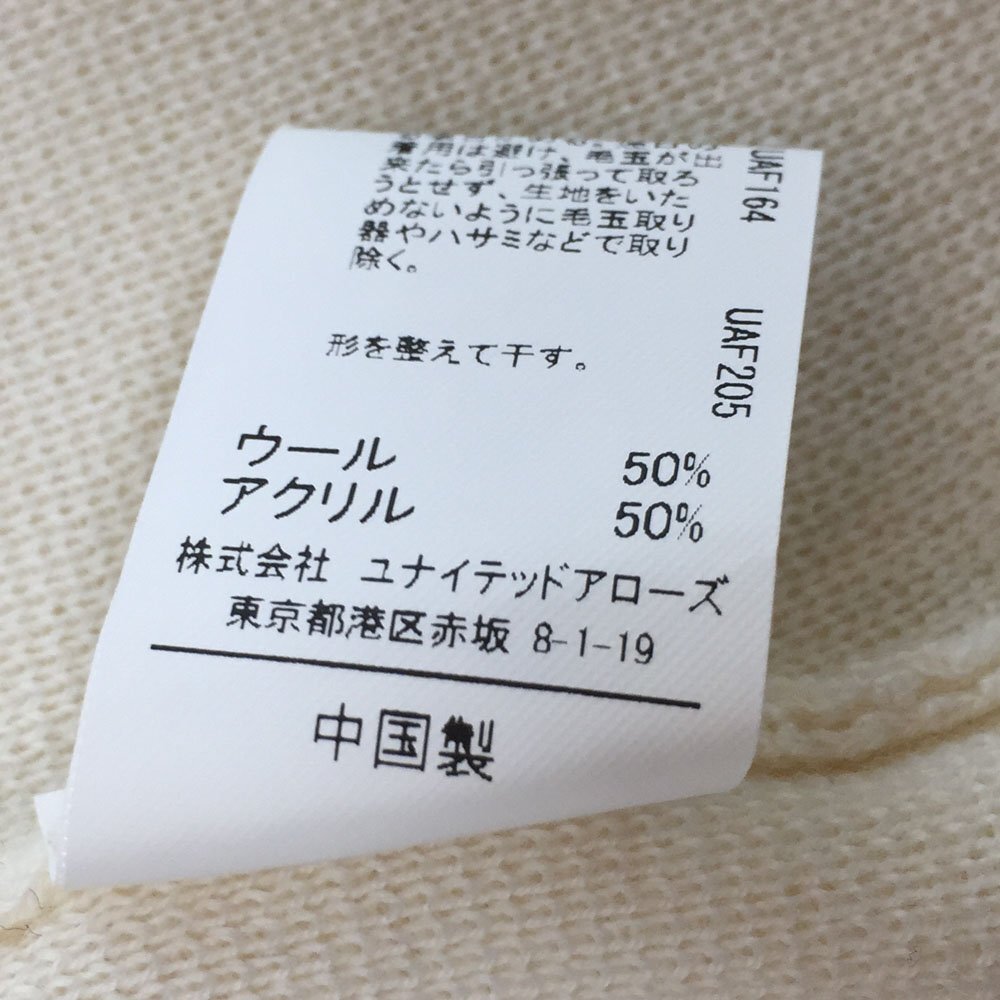 着用は避け、毛玉が出
来たら引っ張って取ろ
うとせず、生地をいた
めないように毛玉取り
器やハサミなどで取り
除く。
形を整えて干す。
UAF164
UAF205
ウール 50%
アクリル 50%
株式会社 ユナイテッドアローズ
東京都港区赤坂 8-1-19
中国製